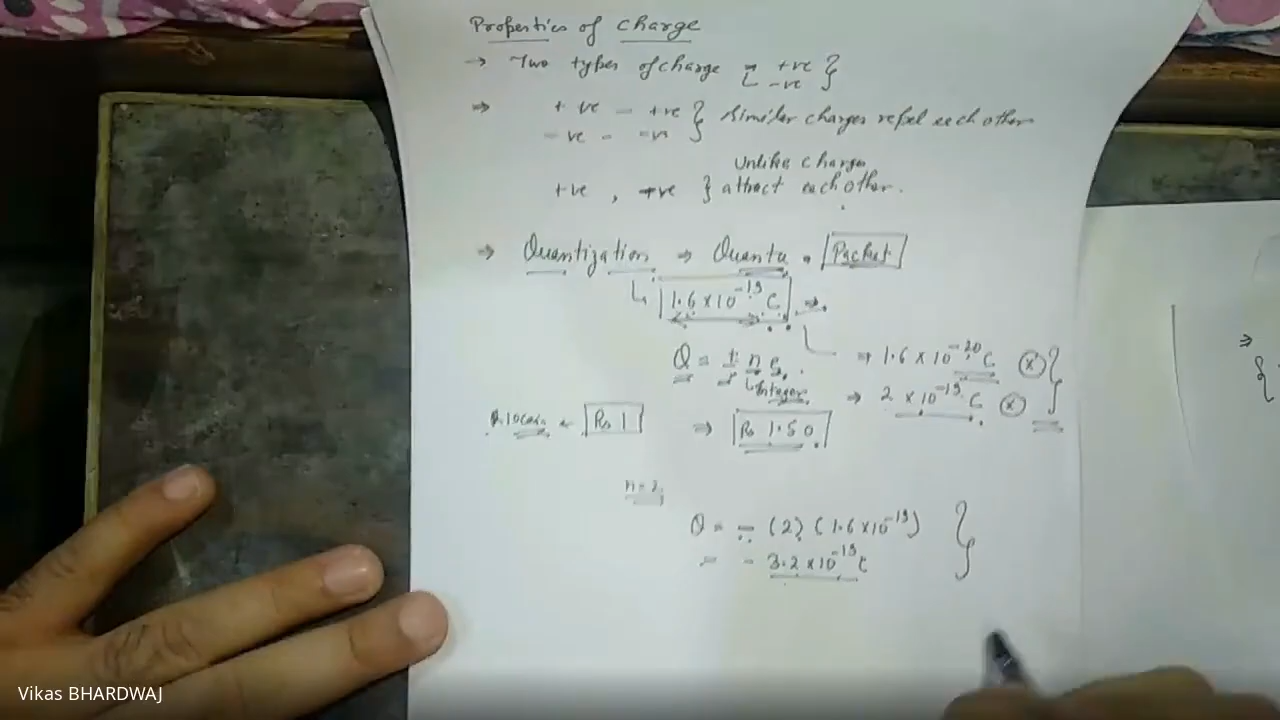 Properties of charge
→ Two types of charge = [ +ve -ve }
⇒ +ve - +ve } similar charges repel each other
-ve - -ve
Unlike charges
+ve , -ve } attract each other.
⇒ Quantization ⇒ Quanta = Packet
↳ 1.6 × 10⁻¹⁹ C →
Q = ± n e. ⇒ 1.6 × 10⁻²⁰ C ⊗ }
↳ Integer → 2 × 10⁻¹⁹ C ⊗
Rs 1 ⇒ Rs 1.50
n = 2,
Q = - (2) (1.6 × 10⁻¹⁹) }
= - 3.2 × 10⁻¹⁹ C
⇒
{
Vikas BHARDWAJ